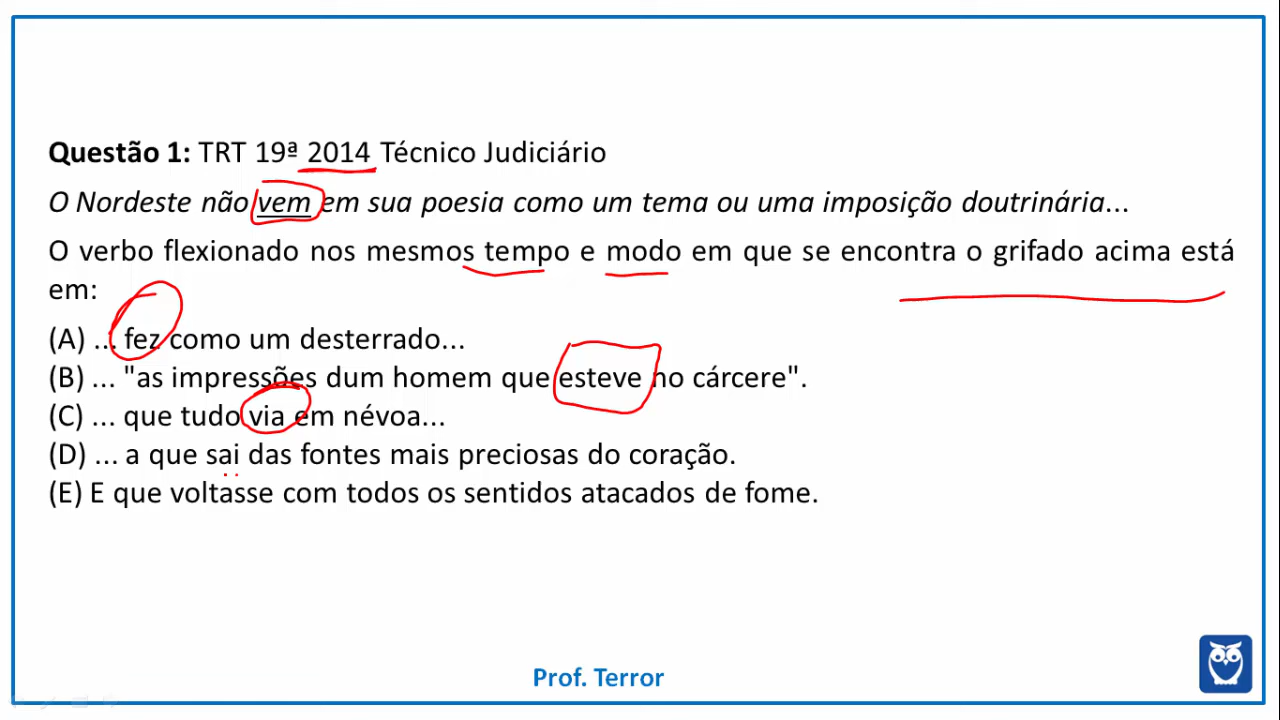 Questão 1: TRT 19ª 2014 Técnico Judiciário
O Nordeste não vem em sua poesia como um tema ou uma imposição doutrinária...
O verbo flexionado nos mesmos tempo e modo em que se encontra o grifado acima está
em:
(A) ... fez como um desterrado...
(B) ... "as impressões dum homem que esteve no cárcere".
(C) ... que tudo via em névoa...
(D) ... a que sai das fontes mais preciosas do coração.
(E) E que voltasse com todos os sentidos atacados de fome.
Prof. Terror